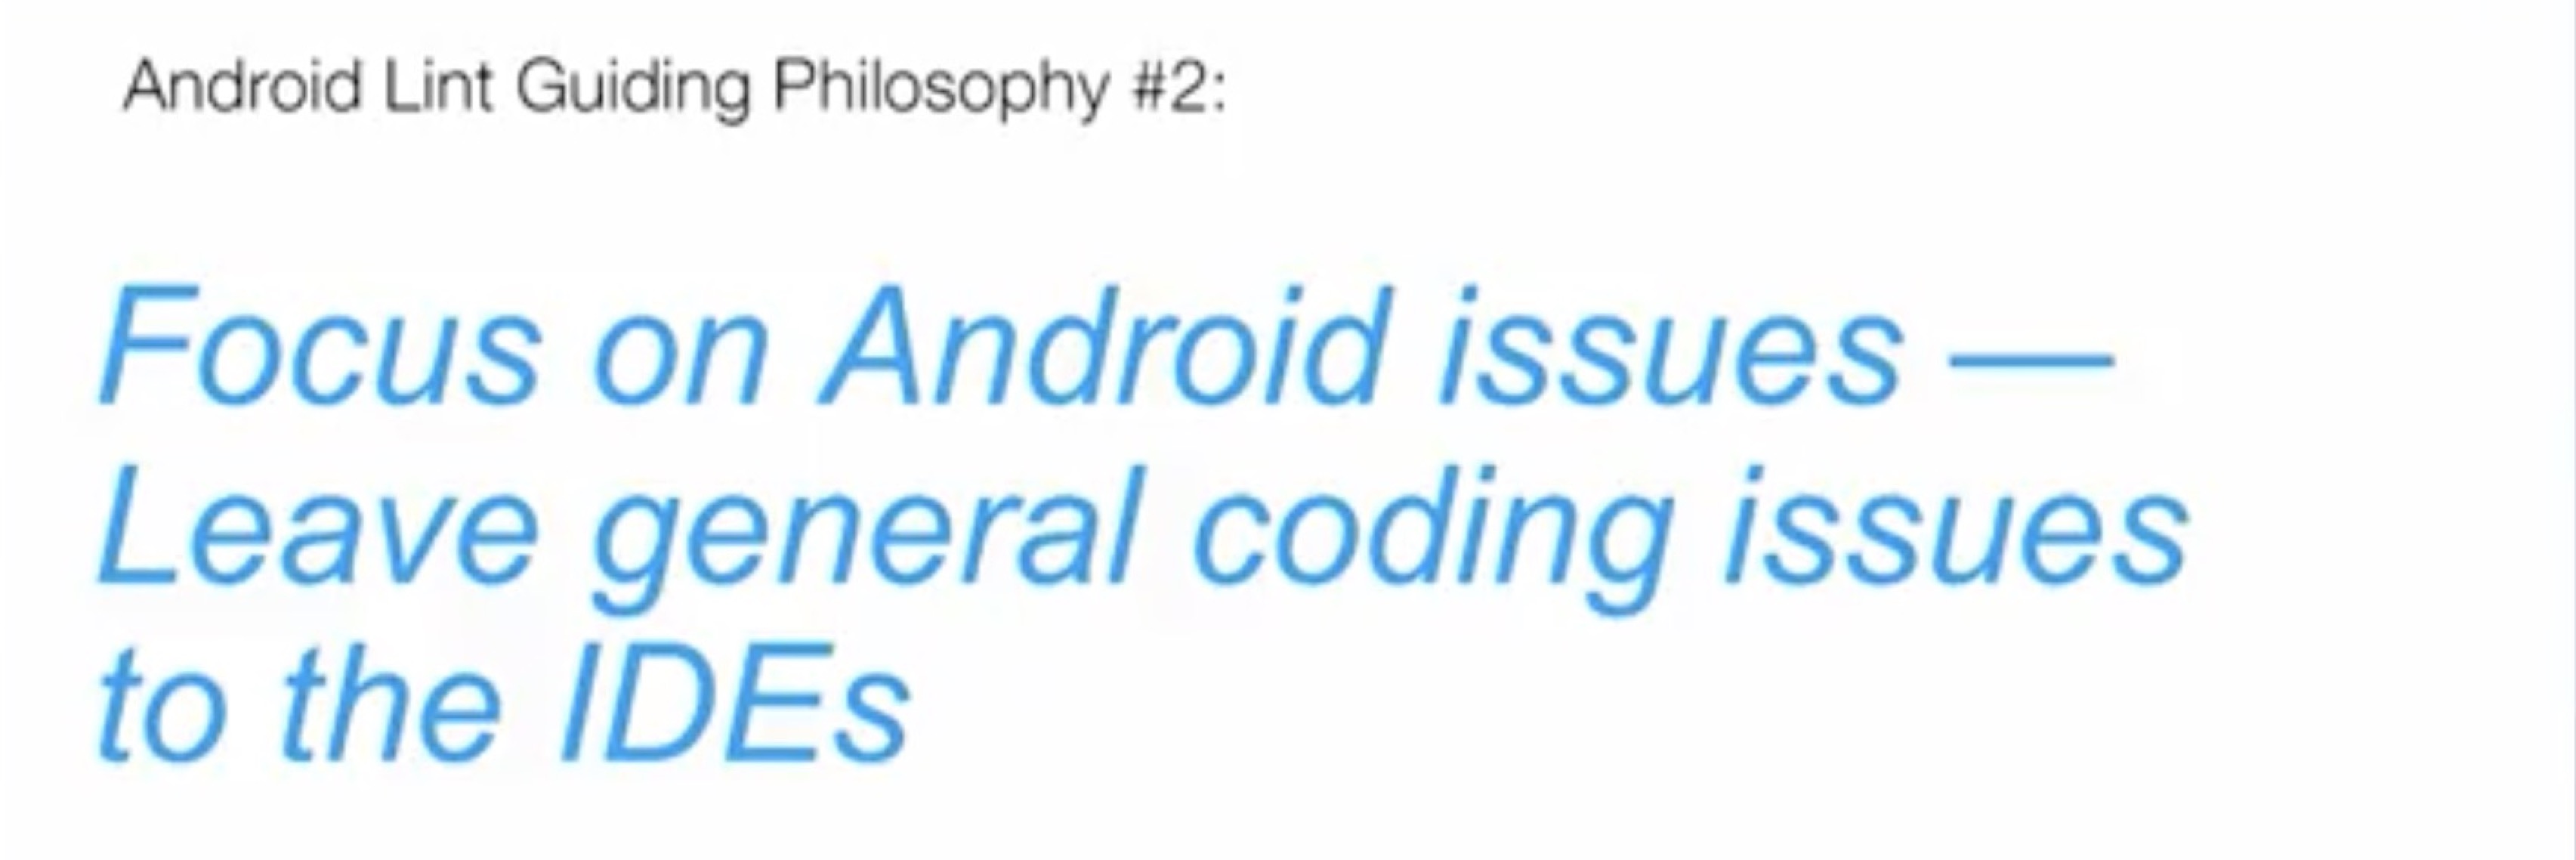 Android Lint Guiding Philosophy #2:
Focus on Android issues —
Leave general coding issues
to the IDEs